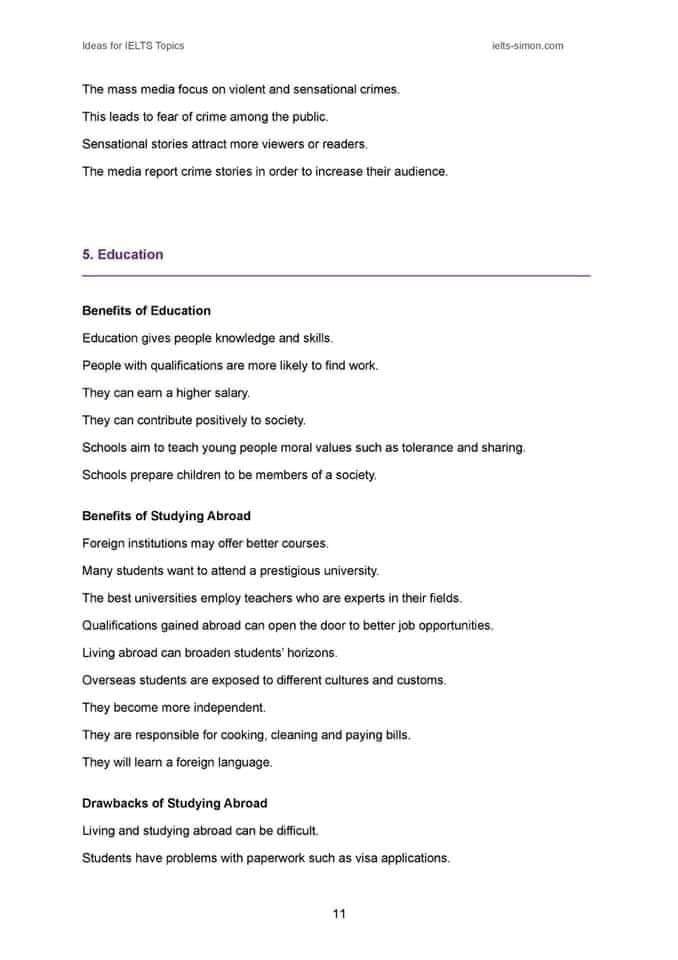 Ideas for IELTS Topics ielts-simon.com
The mass media focus on violent and sensational crimes.
This leads to fear of crime among the public.
Sensational stories attract more viewers or readers.
The media report crime stories in order to increase their audience.
5. Education
Benefits of Education
Education gives people knowledge and skills.
People with qualifications are more likely to find work.
They can earn a higher salary.
They can contribute positively to society.
Schools aim to teach young people moral values such as tolerance and sharing.
Schools prepare children to be members of a society.
Benefits of Studying Abroad
Foreign institutions may offer better courses.
Many students want to attend a prestigious university.
The best universities employ teachers who are experts in their fields.
Qualifications gained abroad can open the door to better job opportunities.
Living abroad can broaden students' horizons.
Overseas students are exposed to different cultures and customs.
They become more independent.
They are responsible for cooking, cleaning and paying bills.
They will learn a foreign language.
Drawbacks of Studying Abroad
Living and studying abroad can be difficult.
Students have problems with paperwork such as visa applications.
11